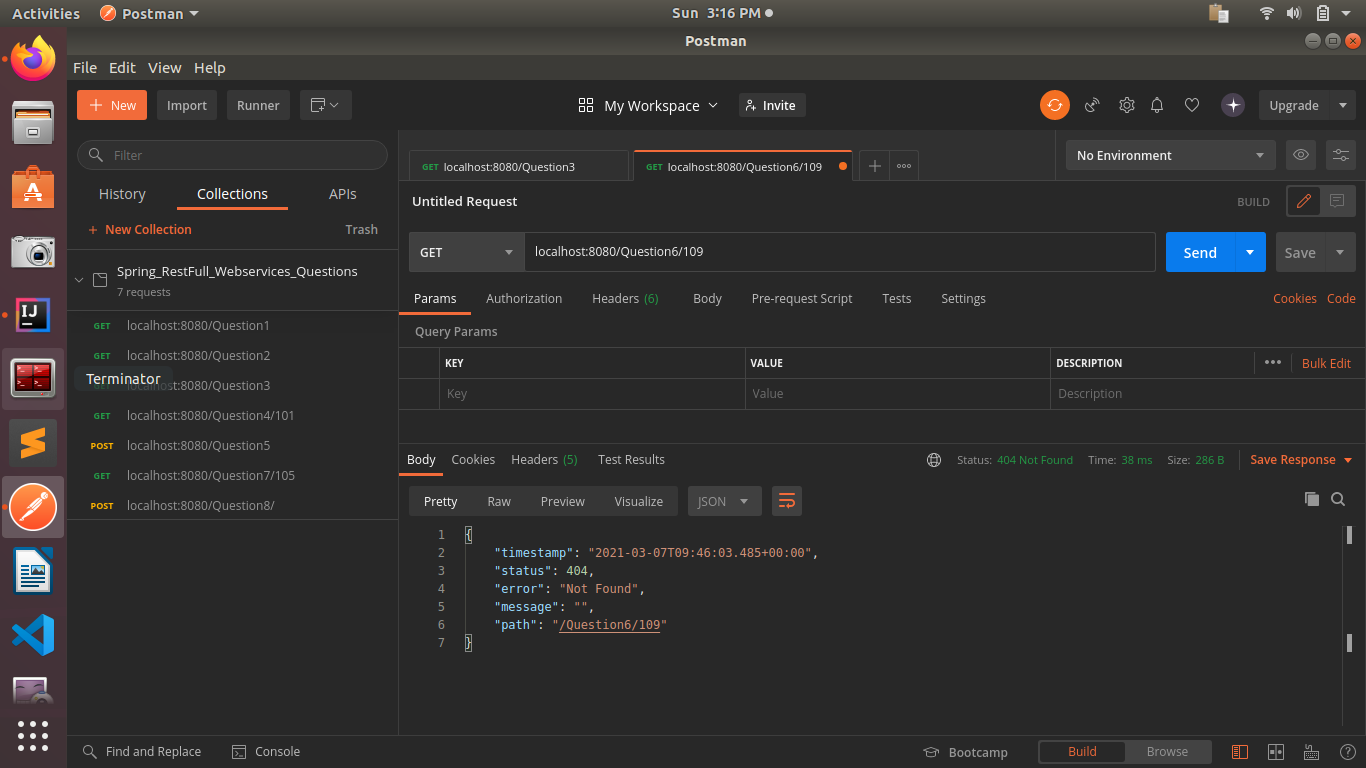 Activities Postman Sun 3:16 PM
Postman
File Edit View Help
New Import Runner My Workspace Invite Upgrade
Filter
History Collections APIs
New Collection Trash
Spring_RestFull_Webservices_Questions
7 requests
GET localhost:8080/Question1
GET localhost:8080/Question2
Terminator localhost:8080/Question3
GET localhost:8080/Question4/101
POST localhost:8080/Question5
GET localhost:8080/Question7/105
POST localhost:8080/Question8/
GET localhost:8080/Question3 GET localhost:8080/Question6/109 No Environment
Untitled Request BUILD
GET localhost:8080/Question6/109 Send Save
Params Authorization Headers (6) Body Pre-request Script Tests Settings Cookies Code
Query Params
KEY VALUE DESCRIPTION Bulk Edit
Key Value Description
Body Cookies Headers (5) Test Results Status: 404 Not Found Time: 38 ms Size: 286 B Save Response
Pretty Raw Preview Visualize JSON
1 {
2 "timestamp": "2021-03-07T09:46:03.485+00:00",
3 "status": 404,
4 "error": "Not Found",
5 "message": "",
6 "path": "/Question6/109"
7 }
Find and Replace Console Bootcamp Build Browse